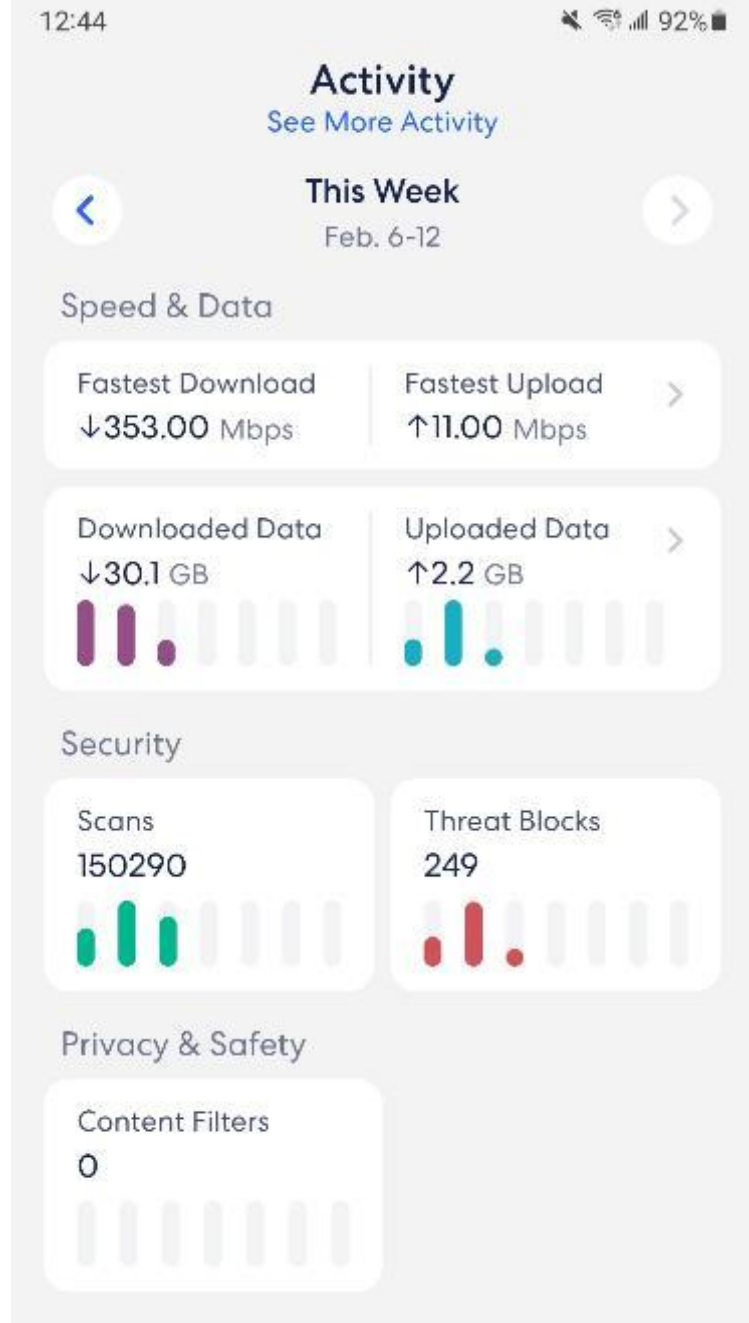 12:44 92%
Activity
See More Activity
This Week
Feb. 6-12
Speed & Data
Fastest Download Fastest Upload
↓353.00 Mbps ↑11.00 Mbps
Downloaded Data Uploaded Data
↓30.1 GB ↑2.2 GB
Security
Scans Threat Blocks
150290 249
Privacy & Safety
Content Filters
0